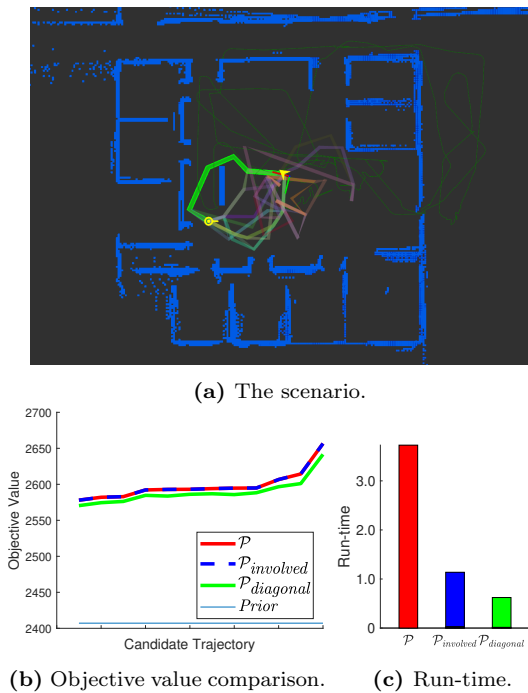 (a) The scenario.
2700
2650
2600
2550
2500
2450
2400
Objective Value
Candidate Trajectory
𝒫
𝒫involved
𝒫diagonal
Prior
(b) Objective value comparison.
3.0
2.0
1.0
0
Run-time
𝒫 𝒫involved 𝒫diagonal
(c) Run-time.